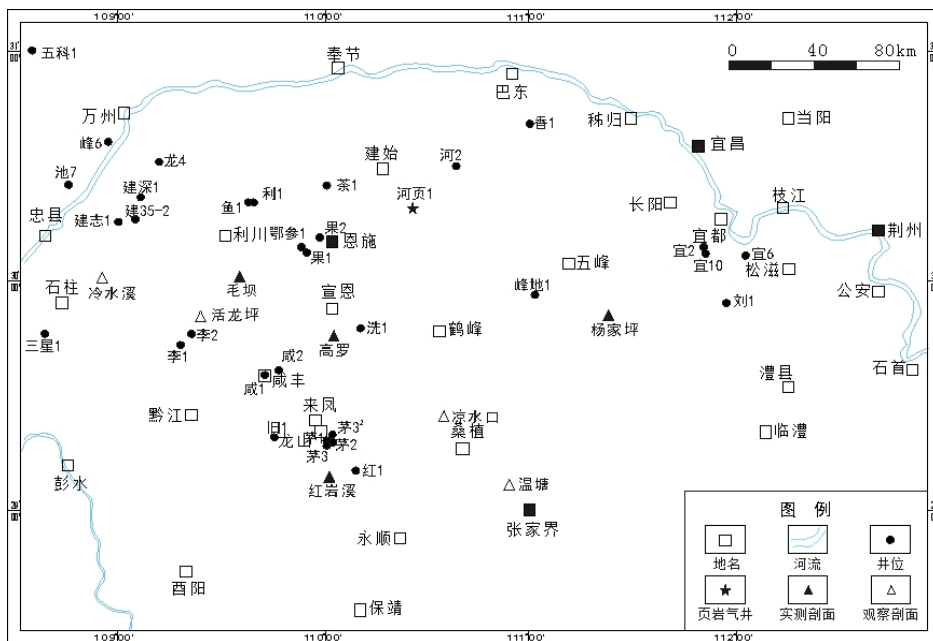 109°00′ 110°00′ 111°00′ 112°00′
31°00′
五科1
奉节
0 40 80km
巴东
万州
香1
秭归
当阳
峰6
宜昌
龙4
建始
河2
池7
建深1
利1
茶1
河页1
鱼1
长阳
枝江
忠县
建志1
建35-2
果2
利川
鄂参1
恩施
果1
宜都
宜2
宜10
宜6
松滋
荆州
五峰
石柱
冷水溪
毛坝
宣恩
峰地1
刘1
公安
活龙坪
洗1
鹤峰
杨家坪
三星1
李2
李1
高罗
咸2
咸1
咸丰
澧县
石首
黔江
来凤
凉水
旧1
龙山
茅1
茅3²
茅2
茅3
桑植
临澧
彭水
红1
红岩溪
温塘
张家界
永顺
酉阳
保靖
图 例
地名 河流 井位
页岩气井 实测剖面 观察剖面
109°00′ 110°00′ 111°00′ 112°00′